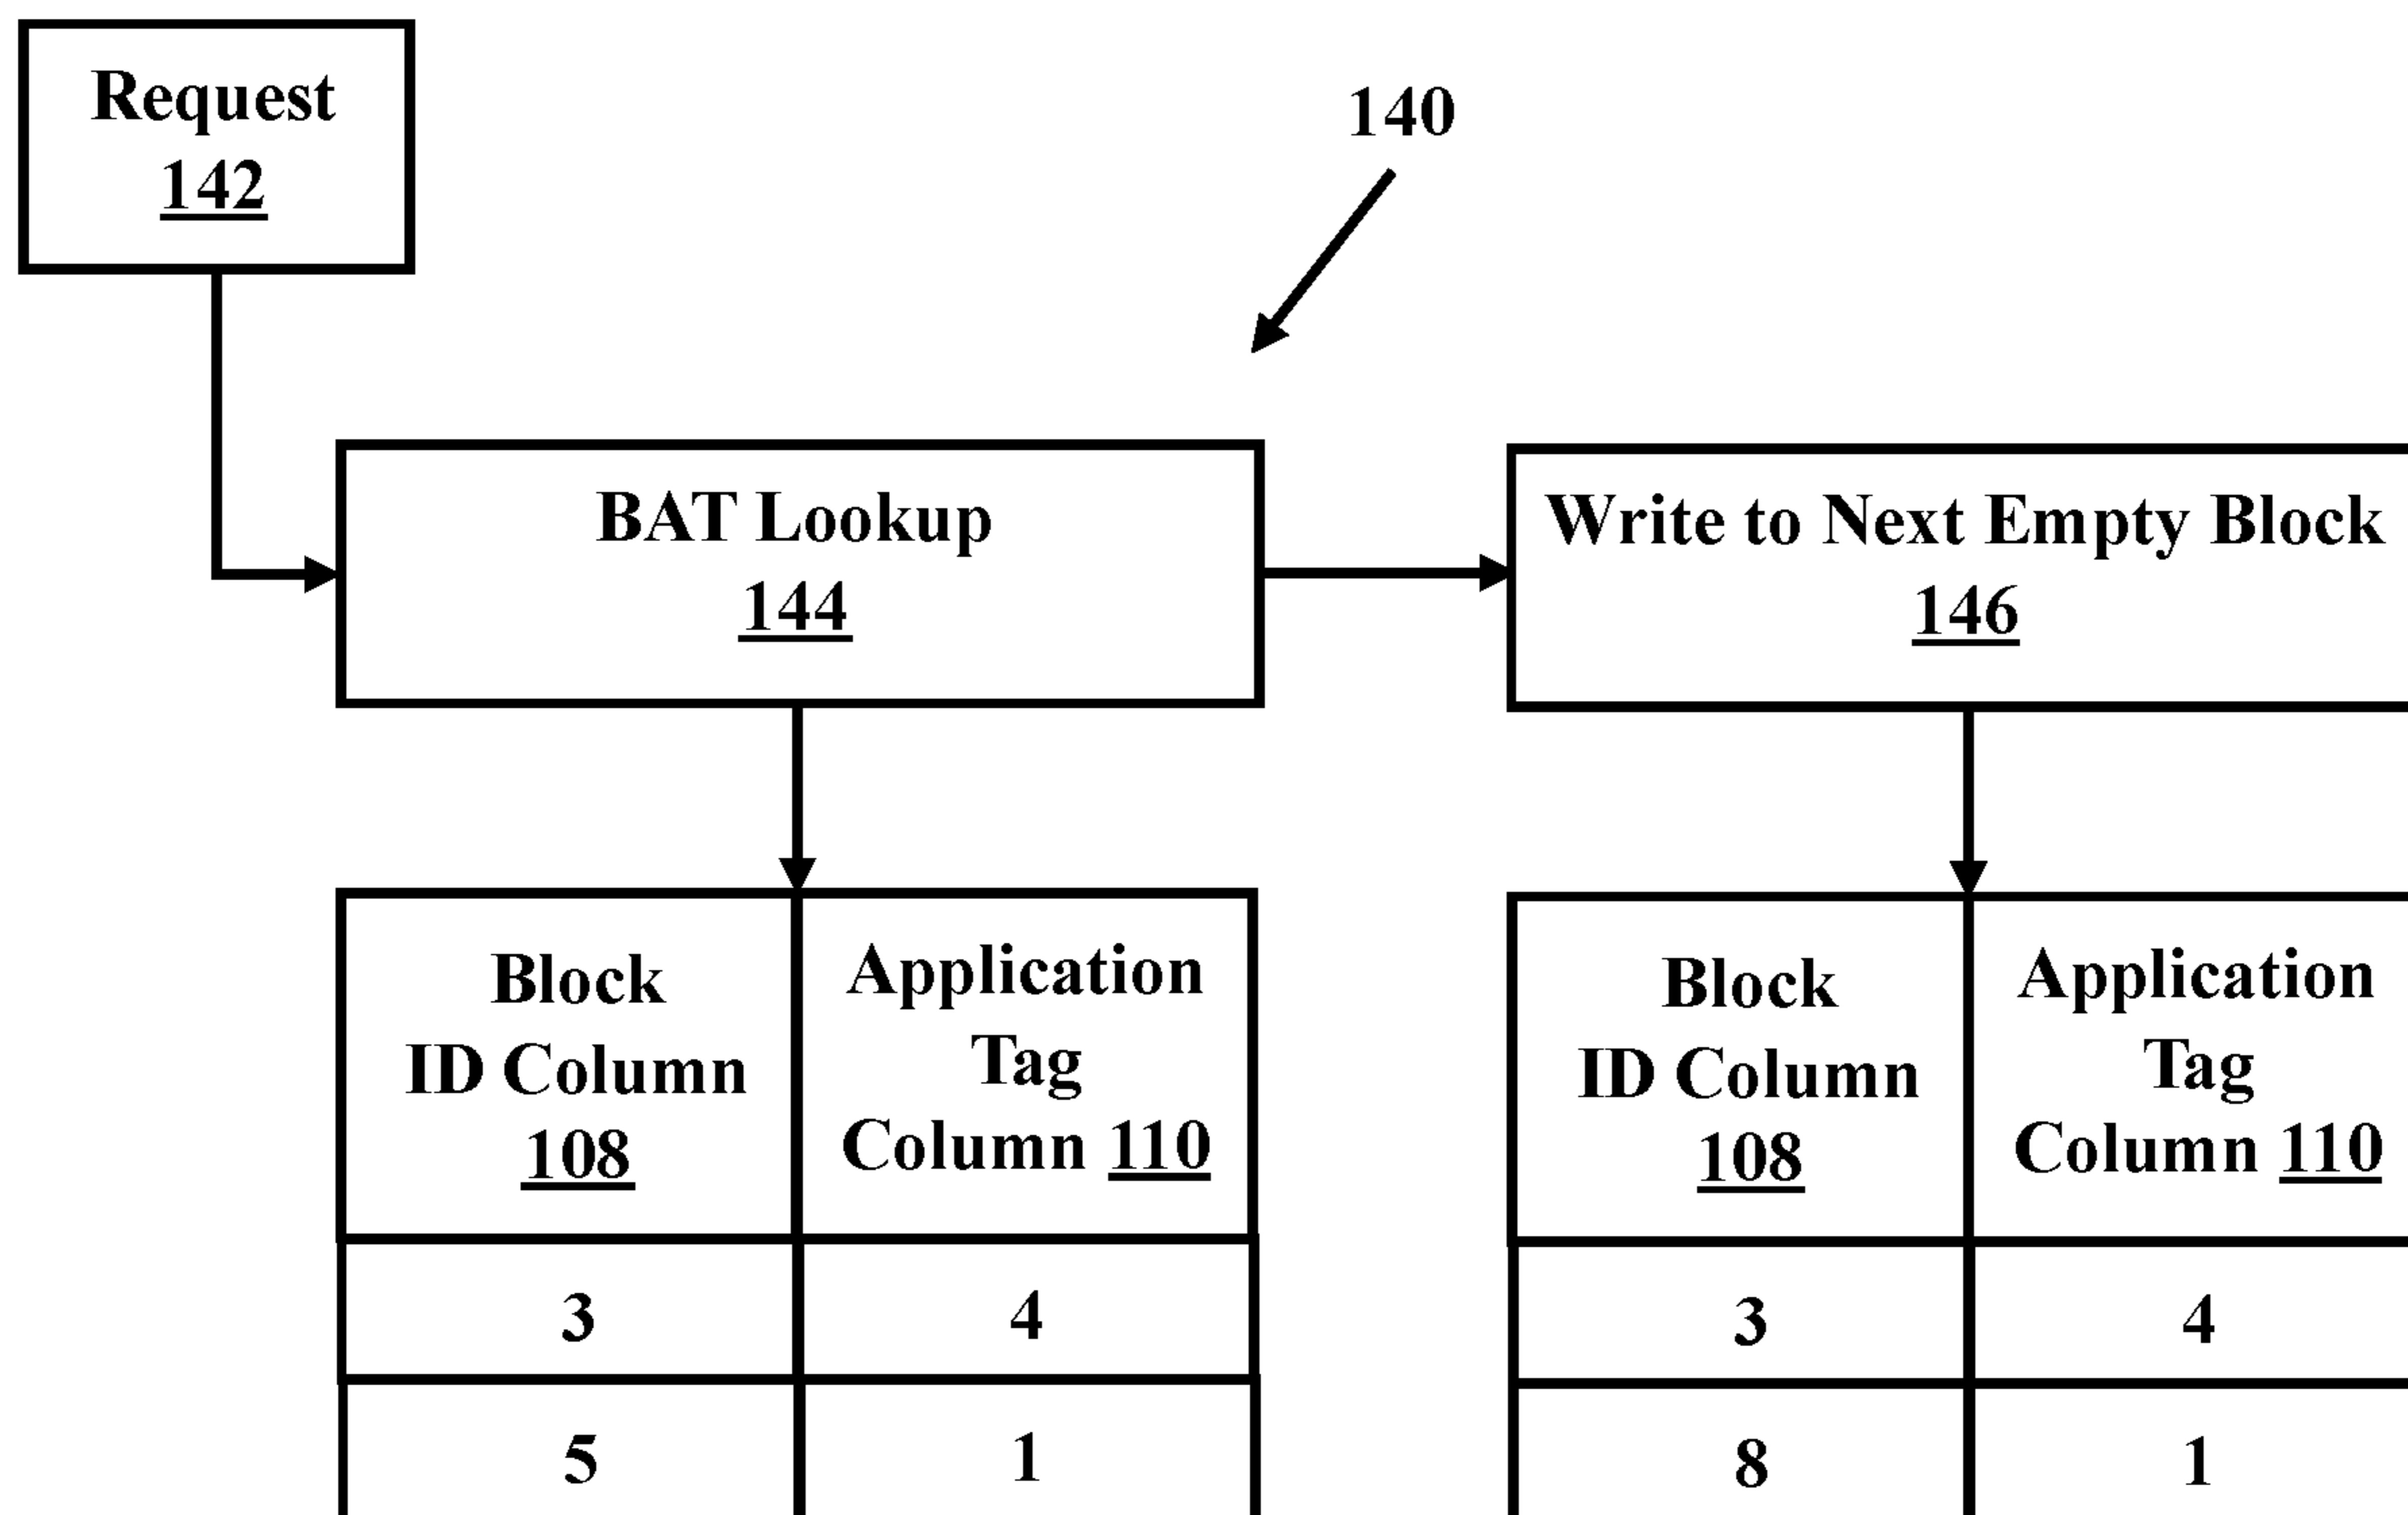 Request
142
140
BAT Lookup
144
Write to Next Empty Block
146
Block
ID Column
108
Application
Tag
Column 110
3
4
5
1
Block
ID Column
108
Application
Tag
Column 110
3
4
8
1